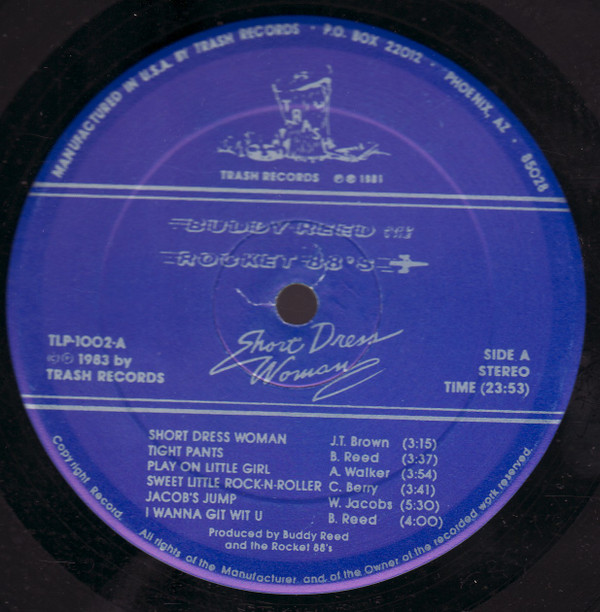 MANUFACTURED IN U.S.A. BY TRASH RECORDS · P.O. BOX 22012 · PHOENIX, AZ · 85028
TRASH
TRASH RECORDS ℗ © 1981
BUDDY REED AND THE
ROCKET 88'S
Short Dress
Woman
TLP-1002-A
© ℗ 1983 by
TRASH RECORDS
SIDE A
STEREO
TIME (23:53)
SHORT DRESS WOMAN J.T. Brown (3:15)
TIGHT PANTS B. Reed (3:37)
PLAY ON LITTLE GIRL A. Walker (3:54)
SWEET LITTLE ROCK-N-ROLLER C. Berry (3:41)
JACOB'S JUMP W. Jacobs (5:30)
I WANNA GIT WIT U B. Reed (4:00)
Produced by Buddy Reed
and the Rocket 88's
Copyright Record. All rights of the Manufacturer and of the Owner of the recorded work reserved.